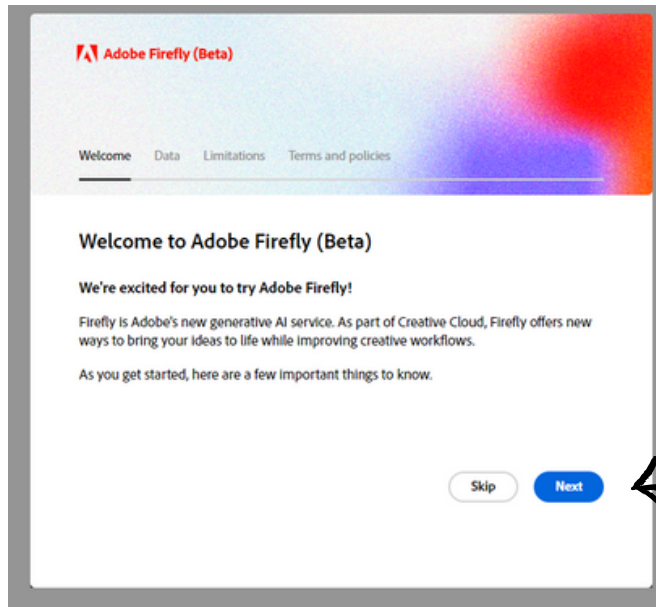 Adobe Firefly (Beta)
Welcome Data Limitations Terms and policies
Welcome to Adobe Firefly (Beta)
We're excited for you to try Adobe Firefly!
Firefly is Adobe's new generative AI service. As part of Creative Cloud, Firefly offers new
ways to bring your ideas to life while improving creative workflows.
As you get started, here are a few important things to know.
Skip Next